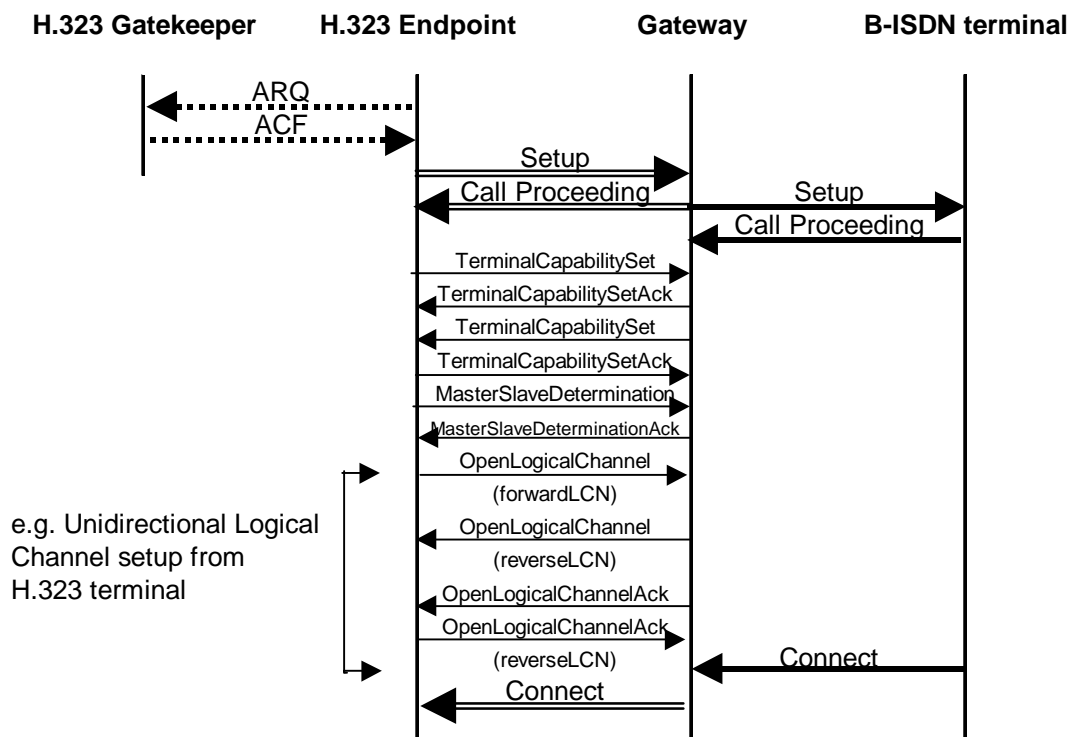 H.323 Gatekeeper H.323 Endpoint Gateway B-ISDN terminal
ARQ
ACF
Setup
Call Proceeding Setup
Call Proceeding
TerminalCapabilitySet
TerminalCapabilitySetAck
TerminalCapabilitySet
TerminalCapabilitySetAck
MasterSlaveDetermination
MasterSlaveDeterminationAck
OpenLogicalChannel
(forwardLCN)
e.g. Unidirectional Logical
Channel setup from
H.323 terminal
OpenLogicalChannel
(reverseLCN)
OpenLogicalChannelAck
OpenLogicalChannelAck
(reverseLCN)
Connect
Connect